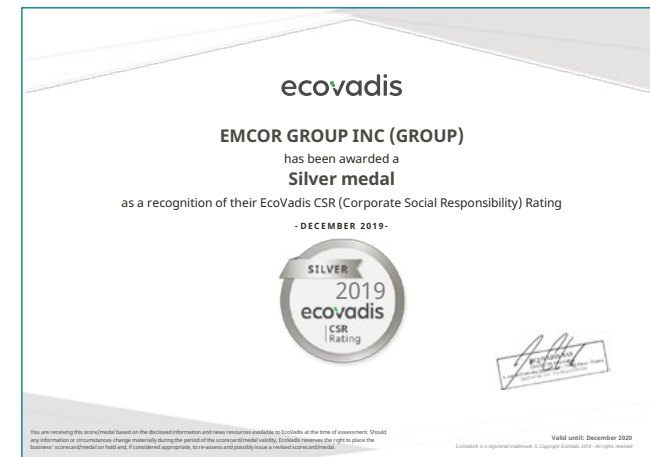 ecovadis
EMCOR GROUP INC (GROUP)
has been awarded a
Silver medal
as a recognition of their EcoVadis CSR (Corporate Social Responsibility) Rating
- DECEMBER 2019-
SILVER
2019
ecovadis
CSR
Rating
You are receiving this score/medal based on the disclosed information and news resources available to EcoVadis at the time of assessment. Should
any information or circumstances change materially during the period of the scorecard/medal validity, EcoVadis reserves the right to place the
business' scorecard/medal on hold and, if considered appropriate, to re-assess and possibly issue a revised scorecard/medal.
Valid until: December 2020
EcoVadis® is a registered trademark. © Copyright EcoVadis 2018 - All rights reserved